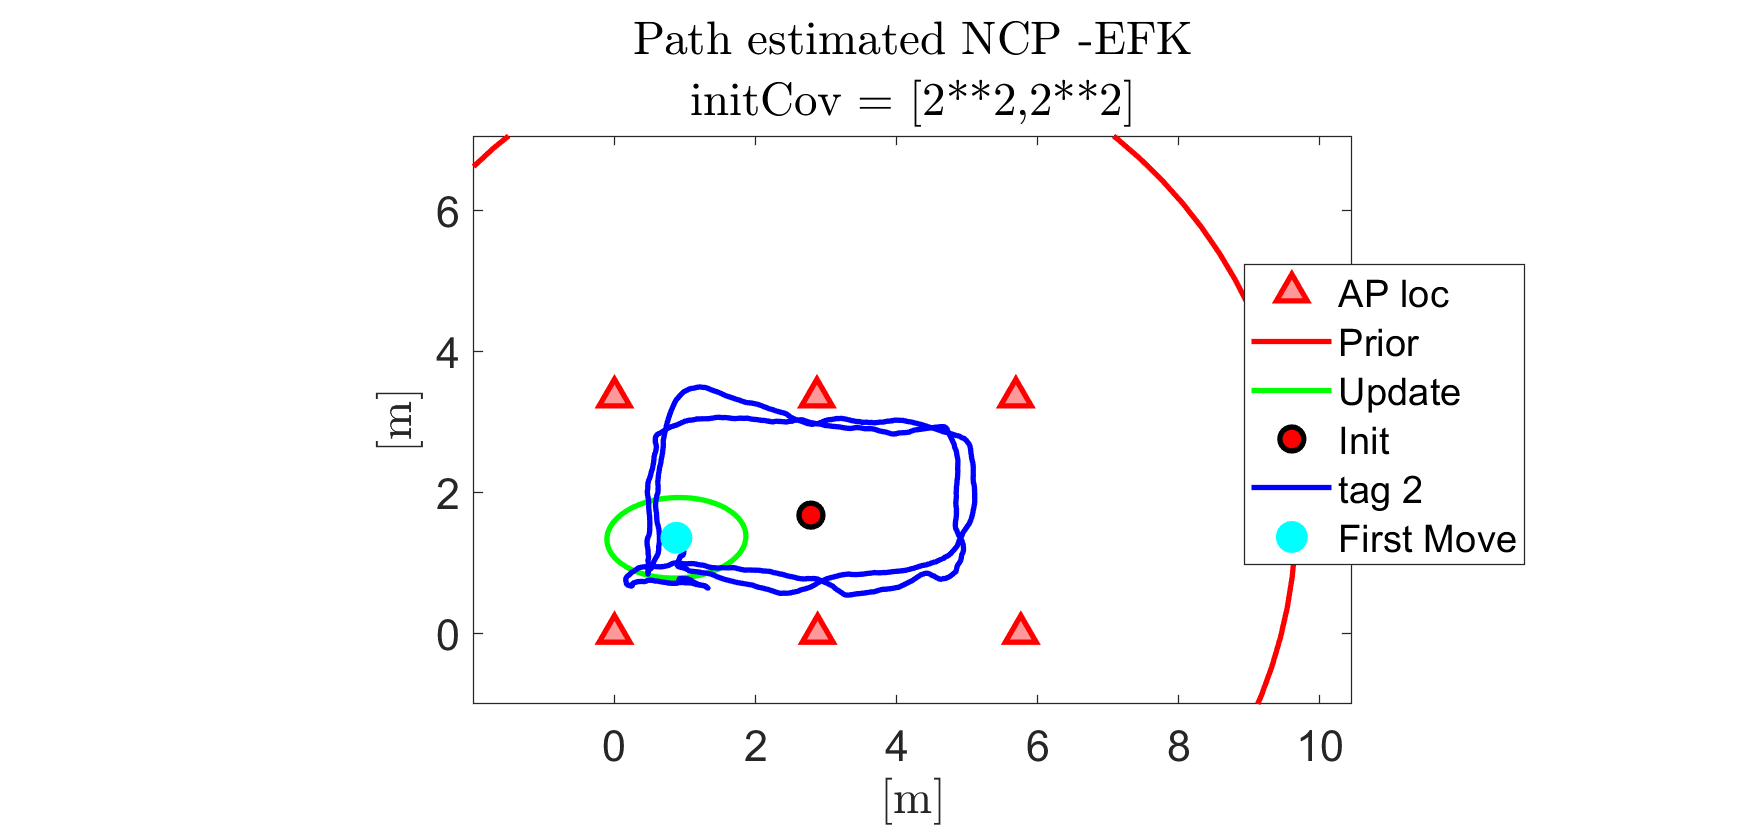 Path estimated NCP -EFK
initCov = [2**2,2**2]
6
4
2
0
[m]
0 2 4 6 8 10
[m]
AP loc
Prior
Update
Init
tag 2
First Move